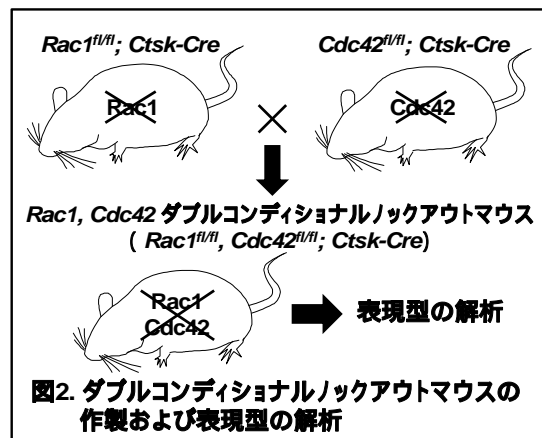 Rac1fl/fl; Ctsk-Cre
Cdc42fl/fl; Ctsk-Cre
Rac1
×
Cdc42
Rac1, Cdc42 ダブルコンディショナルノックアウトマウス
( Rac1fl/fl, Cdc42fl/fl; Ctsk-Cre)
Rac1
Cdc42
表現型の解析
図2. ダブルコンディショナルノックアウトマウスの
作製および表現型の解析